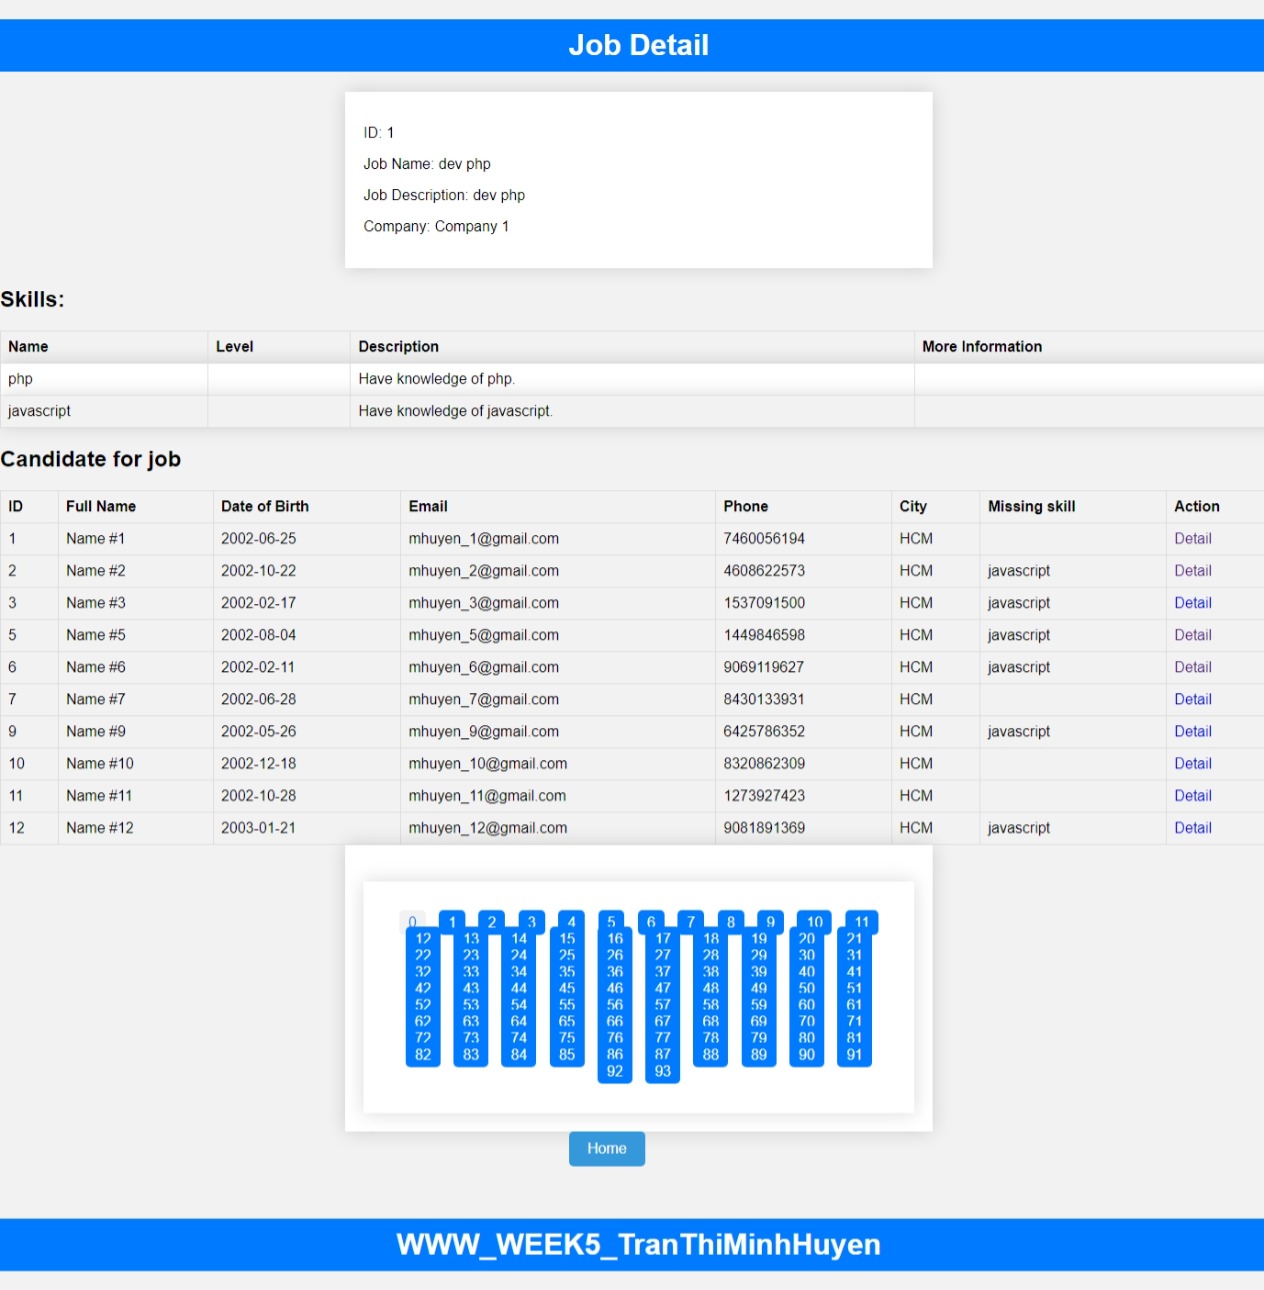 Job Detail
ID: 1
Job Name: dev php
Job Description: dev php
Company: Company 1
Skills:
Name Level Description More Information
php Have knowledge of php.
javascript Have knowledge of javascript.
Candidate for job
ID Full Name Date of Birth Email Phone City Missing skill Action
1 Name #1 2002-06-25 mhuyen_1@gmail.com 7460056194 HCM Detail
2 Name #2 2002-10-22 mhuyen_2@gmail.com 4608622573 HCM javascript Detail
3 Name #3 2002-02-17 mhuyen_3@gmail.com 1537091500 HCM javascript Detail
5 Name #5 2002-08-04 mhuyen_5@gmail.com 1449846598 HCM javascript Detail
6 Name #6 2002-02-11 mhuyen_6@gmail.com 9069119627 HCM javascript Detail
7 Name #7 2002-06-28 mhuyen_7@gmail.com 8430133931 HCM Detail
9 Name #9 2002-05-26 mhuyen_9@gmail.com 6425786352 HCM javascript Detail
10 Name #10 2002-12-18 mhuyen_10@gmail.com 8320862309 HCM Detail
11 Name #11 2002-10-28 mhuyen_11@gmail.com 1273927423 HCM Detail
12 Name #12 2003-01-21 mhuyen_12@gmail.com 9081891369 HCM javascript Detail
0 1 2 3 4 5 6 7 8 9 10 11
12 13 14 15 16 17 18 19 20 21
22 23 24 25 26 27 28 29 30 31
32 33 34 35 36 37 38 39 40 41
42 43 44 45 46 47 48 49 50 51
52 53 54 55 56 57 58 59 60 61
62 63 64 65 66 67 68 69 70 71
72 73 74 75 76 77 78 79 80 81
82 83 84 85 86 87 88 89 90 91
92 93
Home
WWW_WEEK5_TranThiMinhHuyen